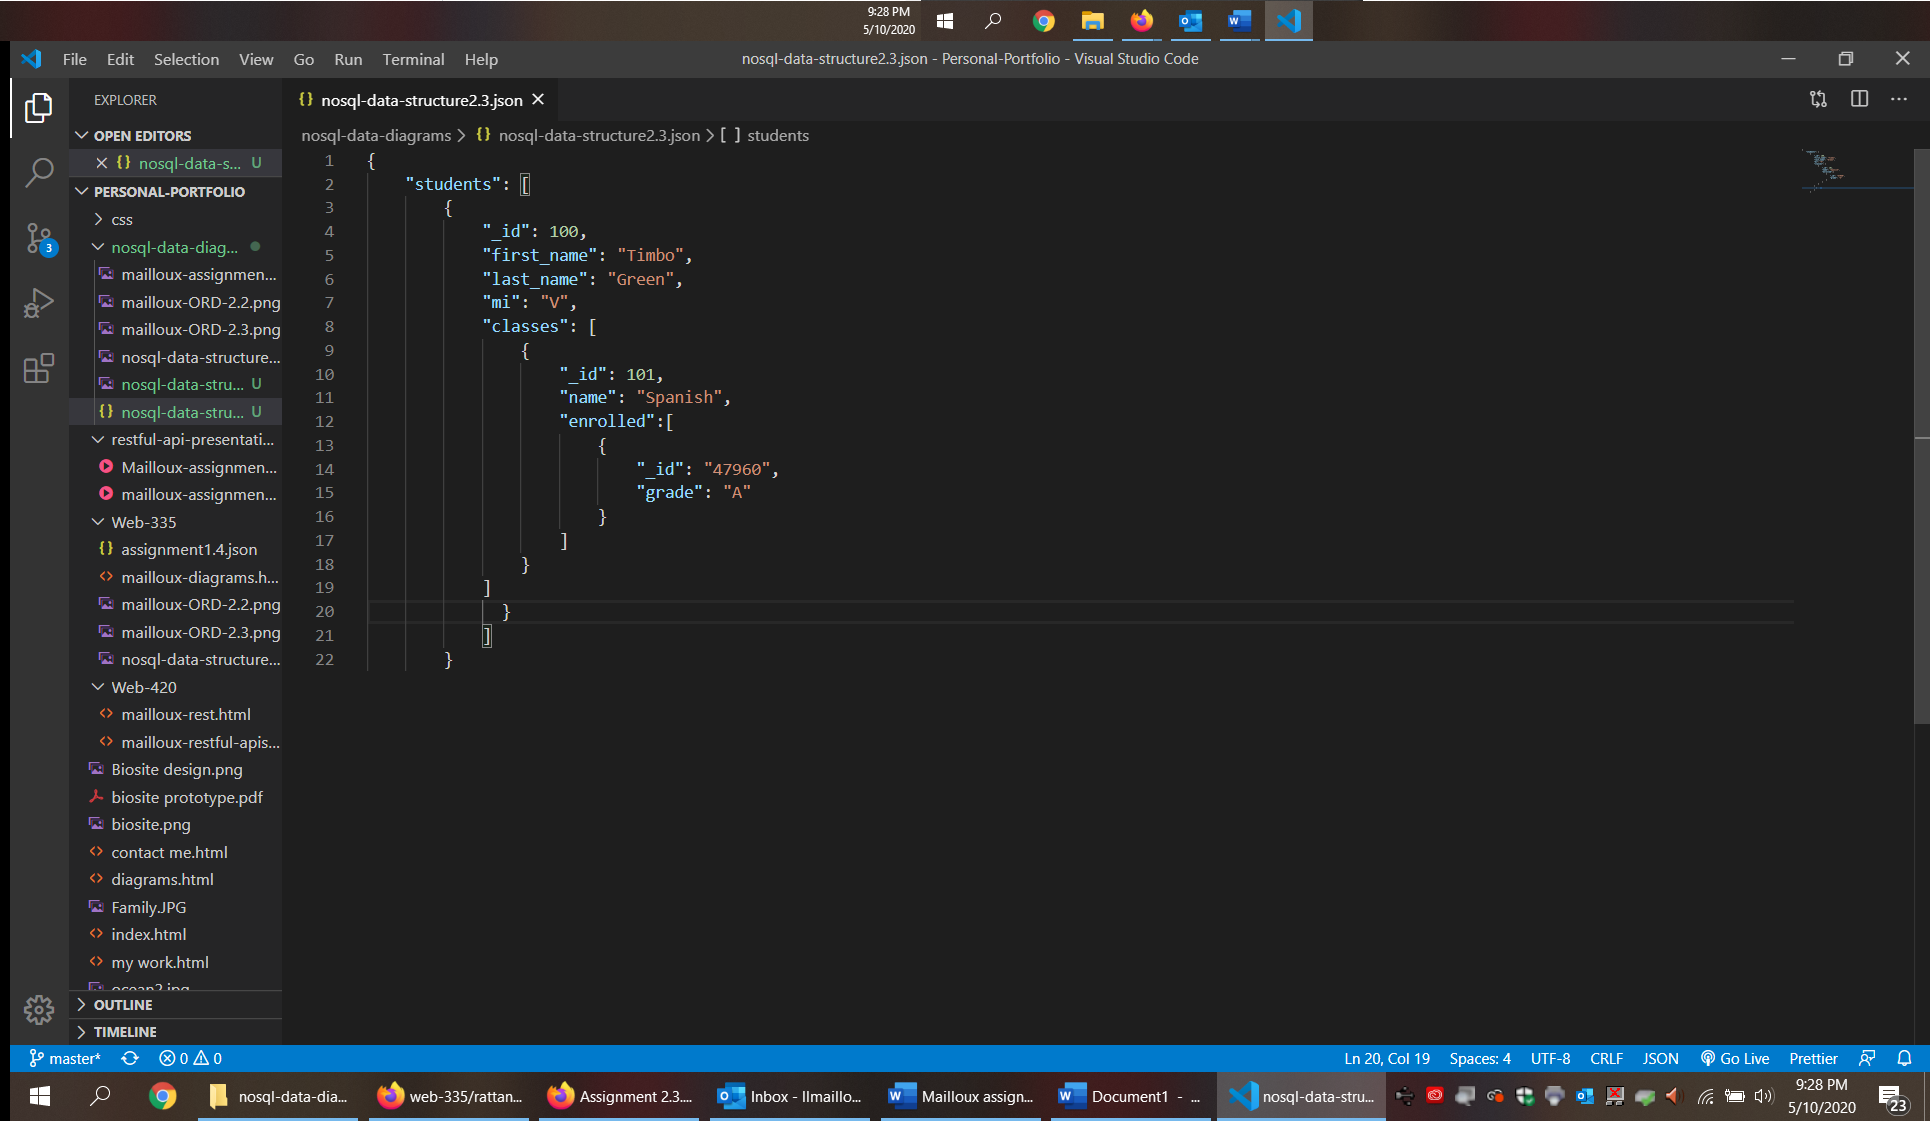 9:28 PM
5/10/2020
File Edit Selection View Go Run Terminal Help
nosql-data-structure2.3.json - Personal-Portfolio - Visual Studio Code
EXPLORER
OPEN EDITORS
nosql-data-s... U
PERSONAL-PORTFOLIO
css
nosql-data-diag...
mailloux-assignmen...
mailloux-ORD-2.2.png
mailloux-ORD-2.3.png
nosql-data-structure...
nosql-data-stru... U
nosql-data-stru... U
restful-api-presentati...
Mailloux-assignmen...
mailloux-assignmen...
Web-335
assignment1.4.json
mailloux-diagrams.h...
mailloux-ORD-2.2.png
mailloux-ORD-2.3.png
nosql-data-structure...
Web-420
mailloux-rest.html
mailloux-restful-apis...
Biosite design.png
biosite prototype.pdf
biosite.png
contact me.html
diagrams.html
Family.JPG
index.html
my work.html
ocean2.jpg
OUTLINE
TIMELINE
3
nosql-data-structure2.3.json
nosql-data-diagrams > {} nosql-data-structure2.3.json > [ ] students
1 {
2 "students": [
3 {
4 "_id": 100,
5 "first_name": "Timbo",
6 "last_name": "Green",
7 "mi": "V",
8 "classes": [
9 {
10 "_id": 101,
11 "name": "Spanish",
12 "enrolled":[
13 {
14 "_id": "47960",
15 "grade": "A"
16 }
17 ]
18 }
19 ]
20 }
21 ]
22 }
master* 0 0 Ln 20, Col 19 Spaces: 4 UTF-8 CRLF JSON Go Live Prettier
nosql-data-dia... web-335/rattan... Assignment 2.3... Inbox - llmaillo... Mailloux assign... Document1 - ... nosql-data-stru...
9:28 PM
5/10/2020
23